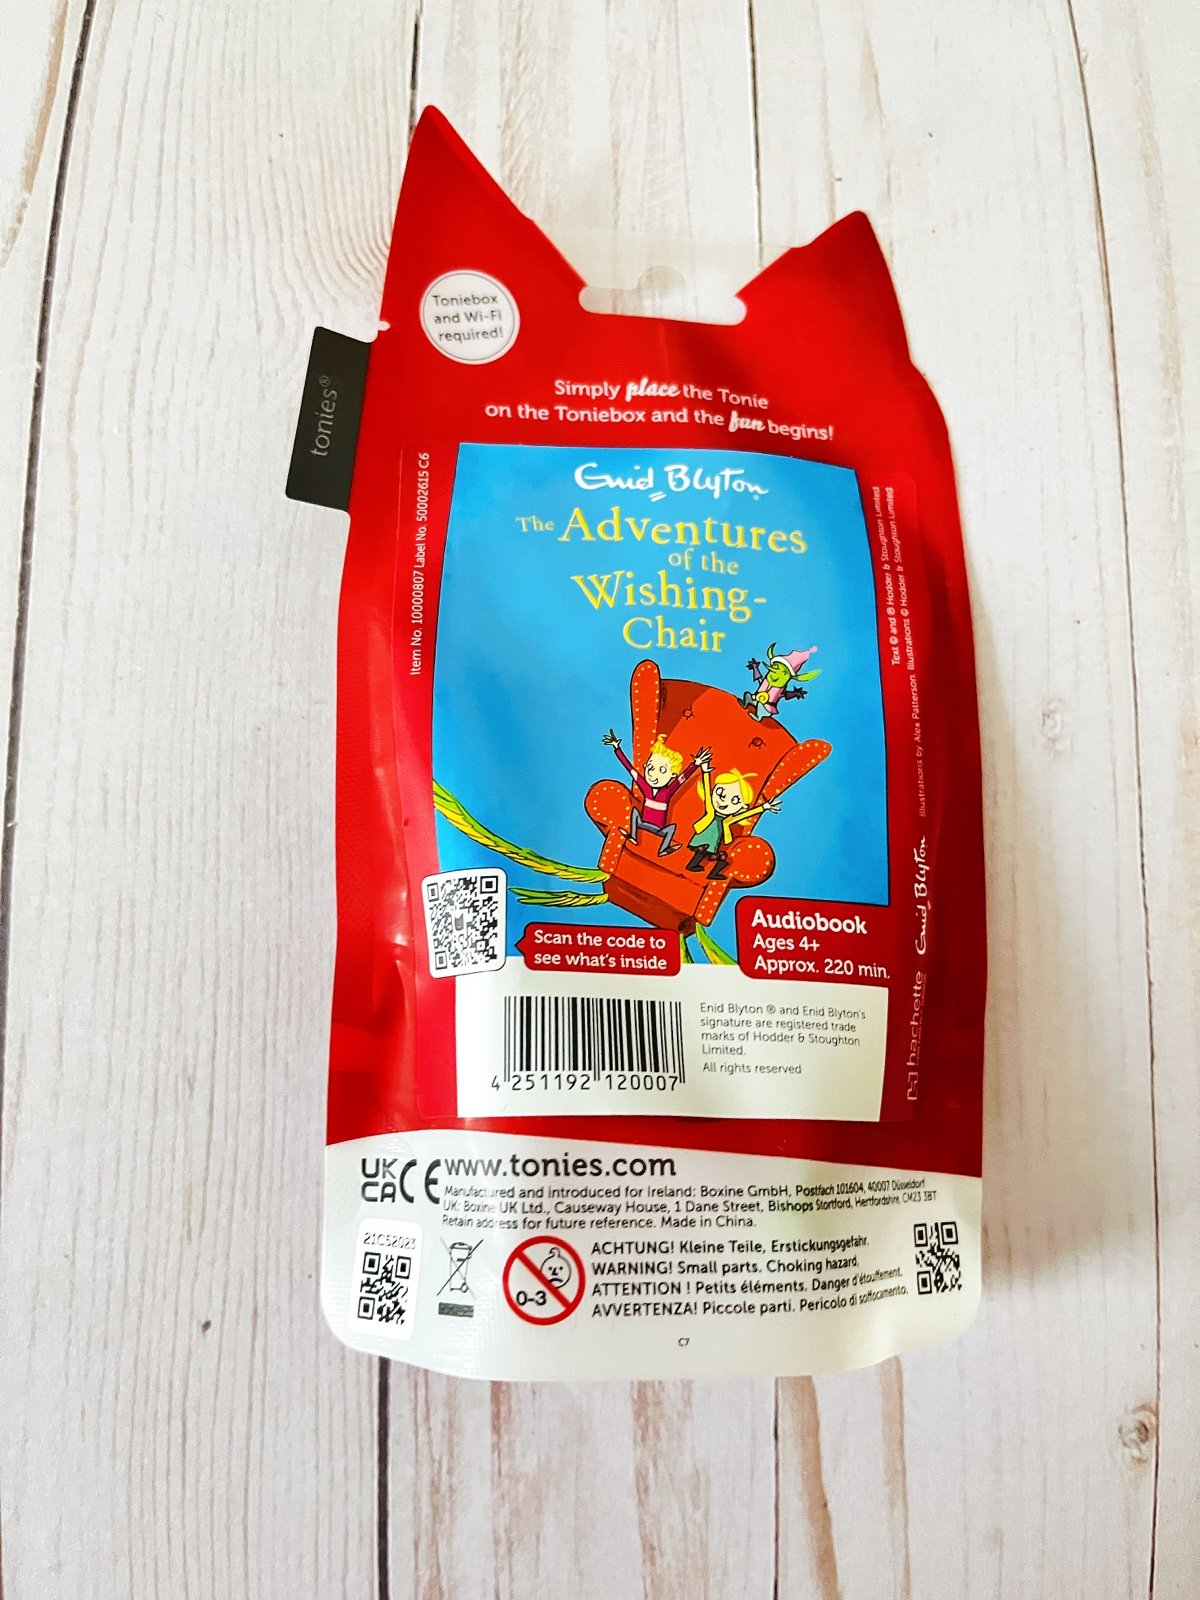 Toniebox
and Wi-Fi
required!
tonies®
Simply place the Tonie
on the Toniebox and the fun begins!
Item No. 10000807 Label No. 50002615 C6
Enid Blyton
The Adventures
of the
Wishing-
Chair
Text © and ® Hodder & Stoughton Limited
Illustrations by Alex Patterson. Illustrations © Hodder & Stoughton Limited
Scan the code to
see what's inside
Audiobook
Ages 4+
Approx. 220 min.
hachette Enid Blyton
4 251192 120007
Enid Blyton ® and Enid Blyton's
signature are registered trade
marks of Hodder & Stoughton
Limited.
All rights reserved
UK
CA CE
www.tonies.com
Manufactured and introduced for Ireland: Boxine GmbH, Postfach 101604, 40007 Düsseldorf
UK: Boxine UK Ltd., Causeway House, 1 Dane Street, Bishops Stortford, Hertfordshire, CM23 3BT
Retain address for future reference. Made in China.
21C52023
0-3
ACHTUNG! Kleine Teile, Erstickungsgefahr.
WARNING! Small parts. Choking hazard.
ATTENTION ! Petits éléments. Danger d'étouffement.
AVVERTENZA! Piccole parti. Pericolo di soffocamento.
C7